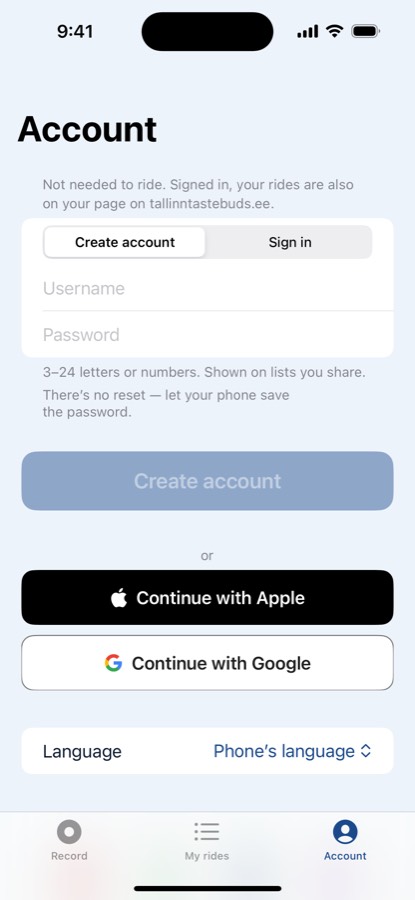 9:41
Account
Not needed to ride. Signed in, your rides are also
on your page on tallinntastebuds.ee.
Create account
Sign in
Username
Password
3–24 letters or numbers. Shown on lists you share.
There's no reset — let your phone save
the password.
Create account
or
Continue with Apple
Continue with Google
Language
Phone's language
Record
My rides
Account